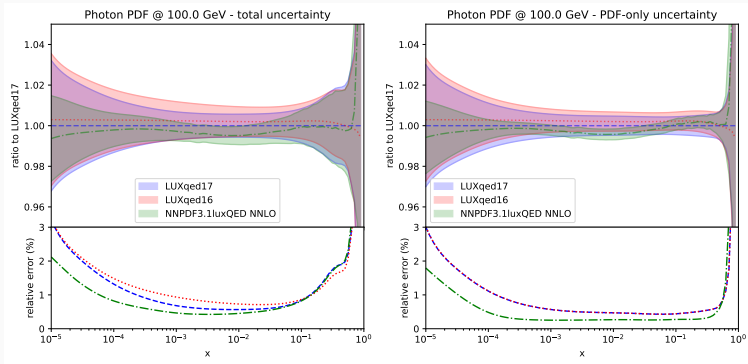 Photon PDF @ 100.0 GeV - total uncertainty
ratio to LUXqed17
1.04
1.02
1.00
0.98
0.96
LUXqed17
LUXqed16
NNPDF3.1luxQED NNLO
relative error (%)
3
2
1
0
10⁻⁵ 10⁻⁴ 10⁻³ 10⁻² 10⁻¹ 10⁰
x
Photon PDF @ 100.0 GeV - PDF-only uncertainty
ratio to LUXqed17
1.04
1.02
1.00
0.98
0.96
LUXqed17
LUXqed16
NNPDF3.1luxQED NNLO
relative error (%)
3
2
1
0
10⁻⁵ 10⁻⁴ 10⁻³ 10⁻² 10⁻¹ 10⁰
x